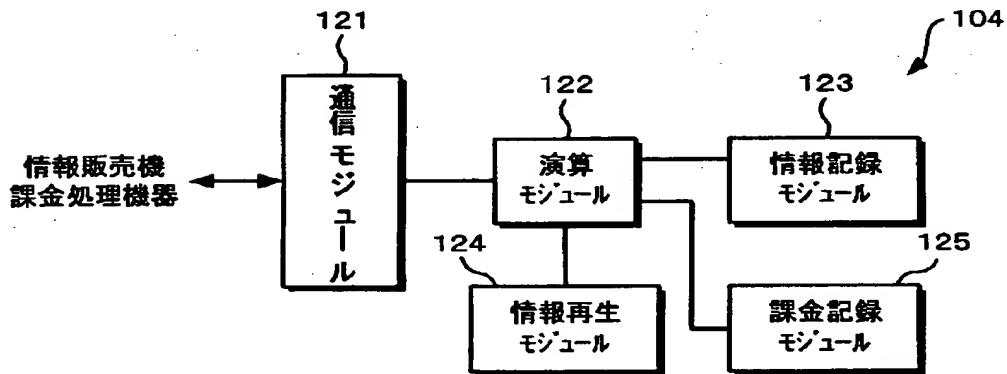 104
121
通信モジュール
122
演算
モジュール
123
情報記録
モジュール
情報販売機
課金処理機器
124
情報再生
モジュール
125
課金記録
モジュール